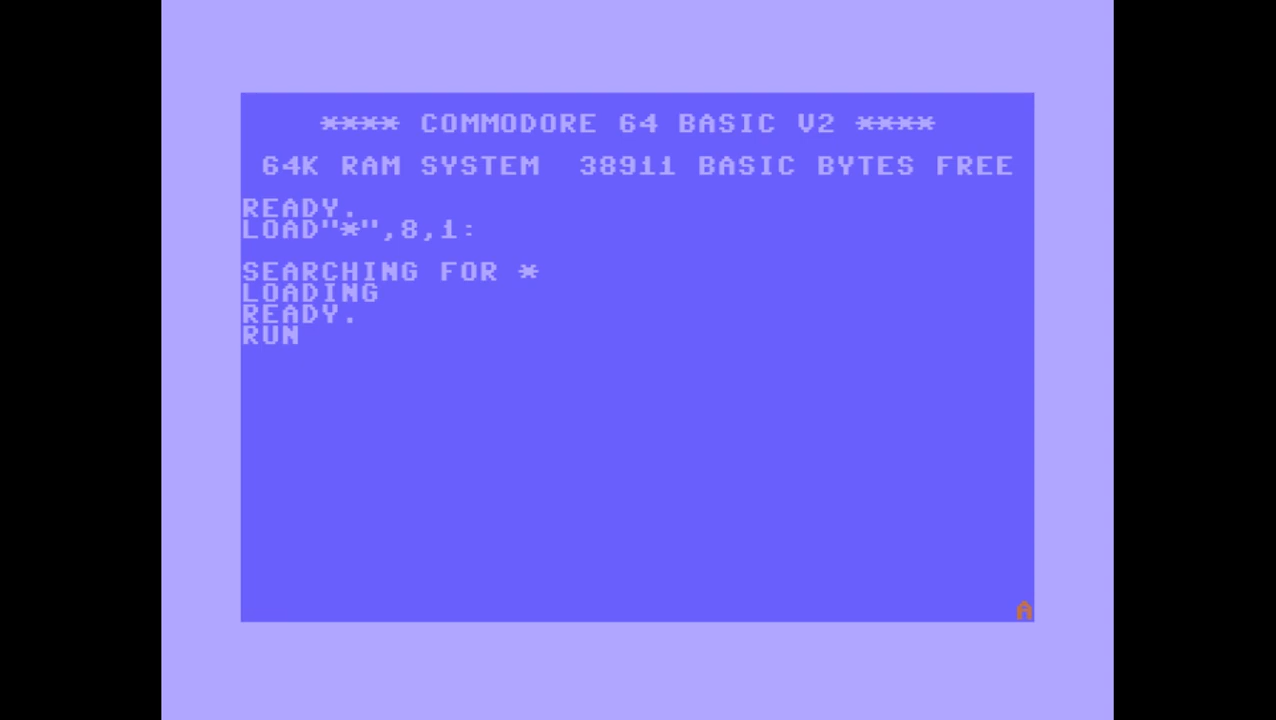 **** COMMODORE 64 BASIC V2 ****
64K RAM SYSTEM  38911 BASIC BYTES FREE
READY.
LOAD"*",8,1:
SEARCHING FOR *
LOADING
READY.
RUN
A